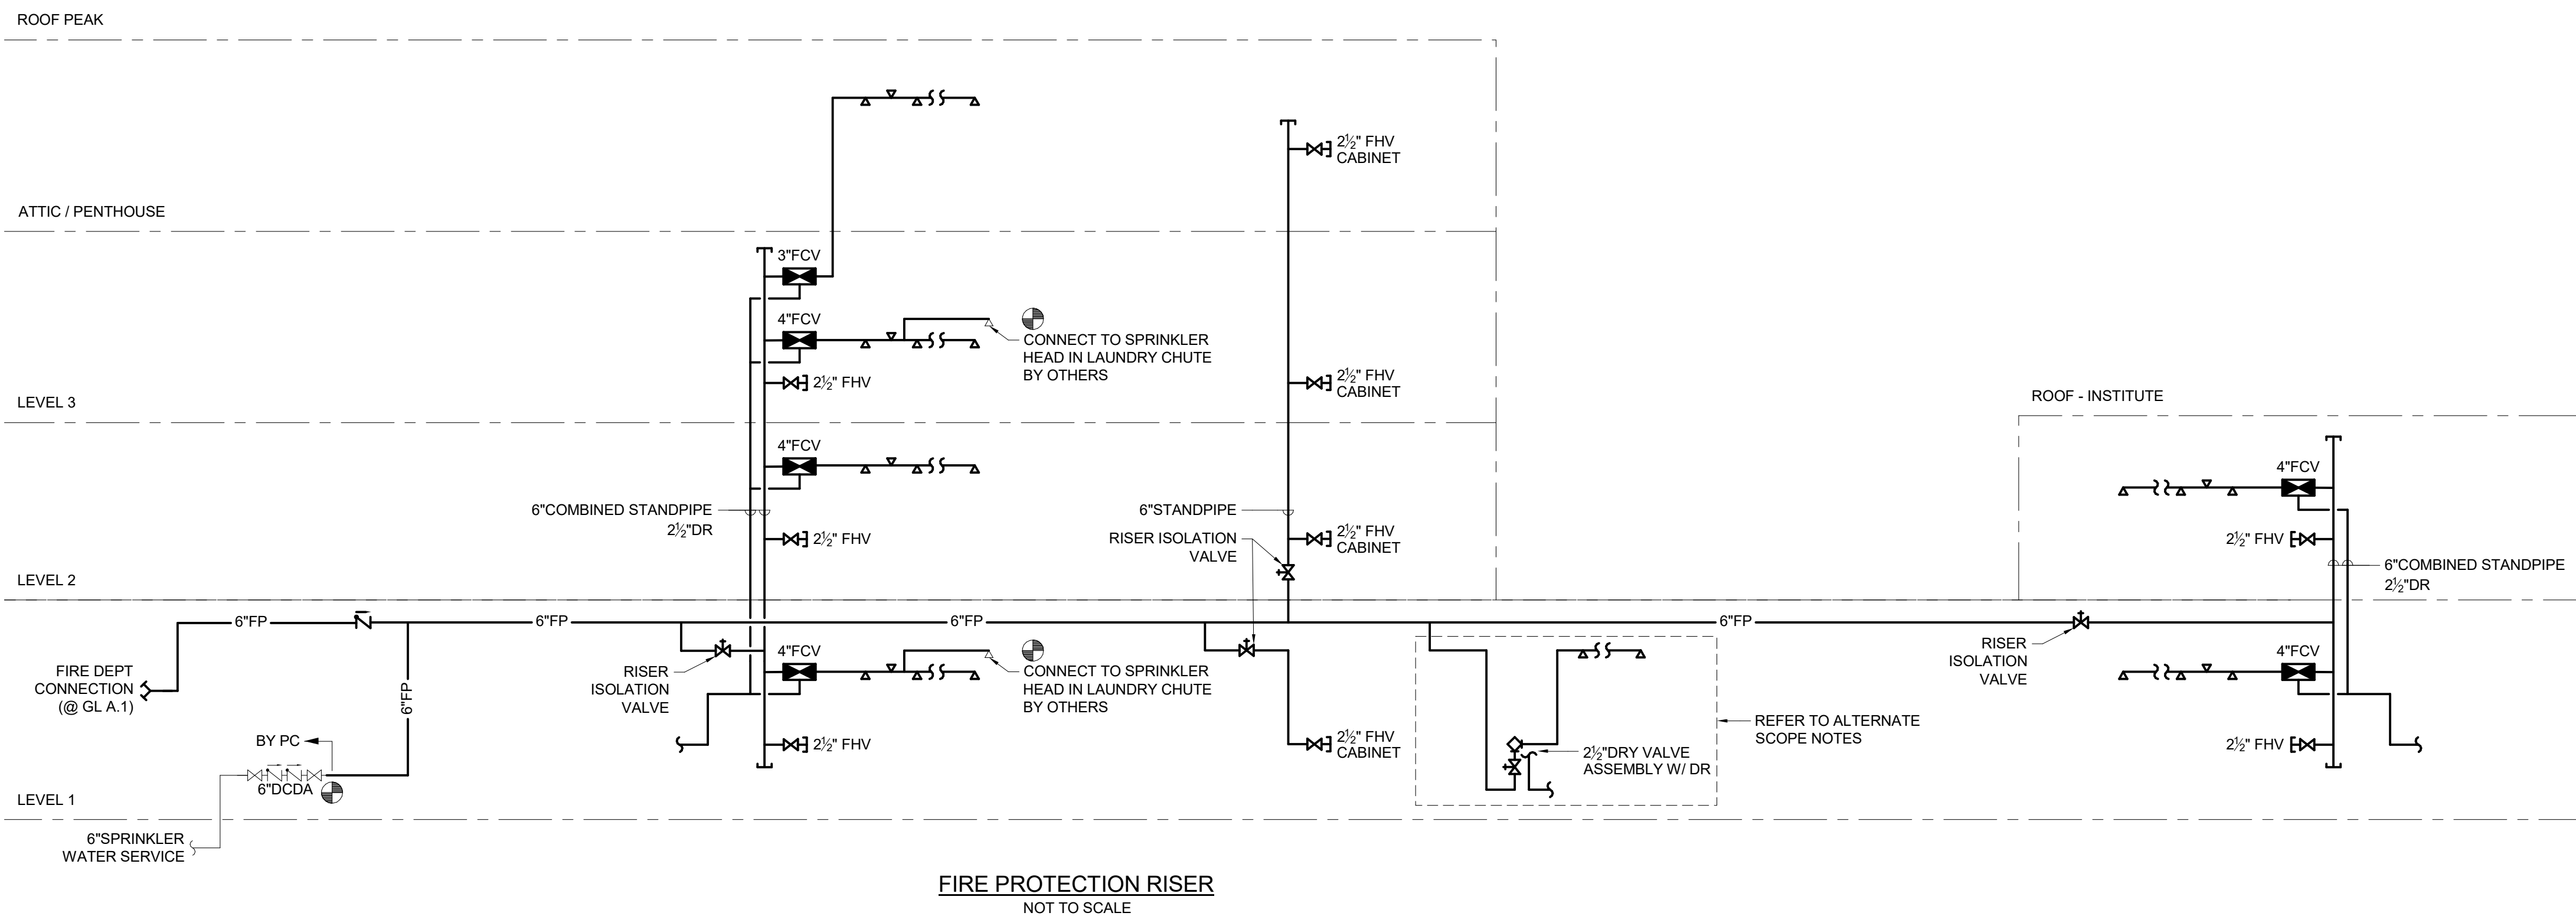 ROOF PEAK
2½" FHV
CABINET
ATTIC / PENTHOUSE
3"FCV
4"FCV
CONNECT TO SPRINKLER
HEAD IN LAUNDRY CHUTE
BY OTHERS
2½" FHV
2½" FHV
CABINET
LEVEL 3
ROOF - INSTITUTE
4"FCV
4"FCV
6"COMBINED STANDPIPE
2½"DR
6"STANDPIPE
2½" FHV
RISER ISOLATION
VALVE
2½" FHV
CABINET
2½" FHV
6"COMBINED STANDPIPE
2½"DR
LEVEL 2
6"FP
6"FP
6"FP
6"FP
FIRE DEPT
CONNECTION
(@ GL A.1)
6"FP
RISER
ISOLATION
VALVE
4"FCV
CONNECT TO SPRINKLER
HEAD IN LAUNDRY CHUTE
BY OTHERS
RISER
ISOLATION
VALVE
4"FCV
REFER TO ALTERNATE
SCOPE NOTES
BY PC
2½" FHV
2½" FHV
CABINET
2½"DRY VALVE
ASSEMBLY W/ DR
2½" FHV
6"DCDA
LEVEL 1
6"SPRINKLER
WATER SERVICE
FIRE PROTECTION RISER
NOT TO SCALE